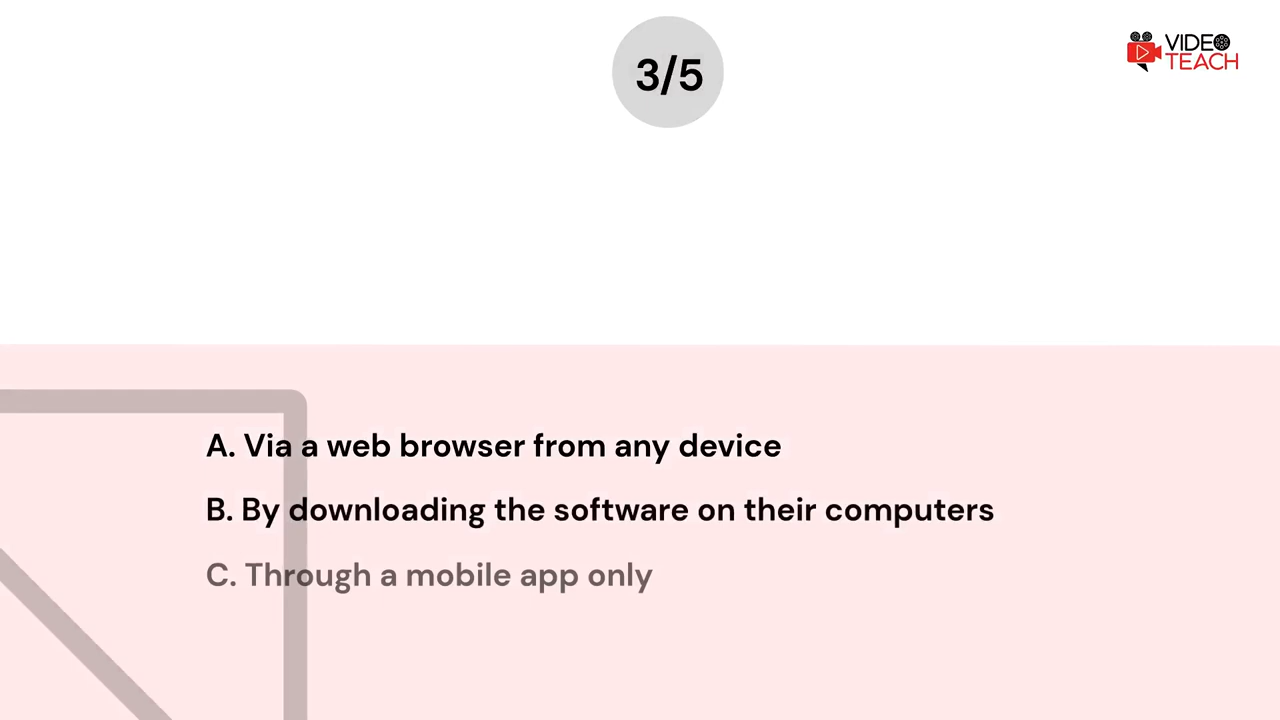 3/5
VIDEO
TEACH
A. Via a web browser from any device
B. By downloading the software on their computers
C. Through a mobile app only